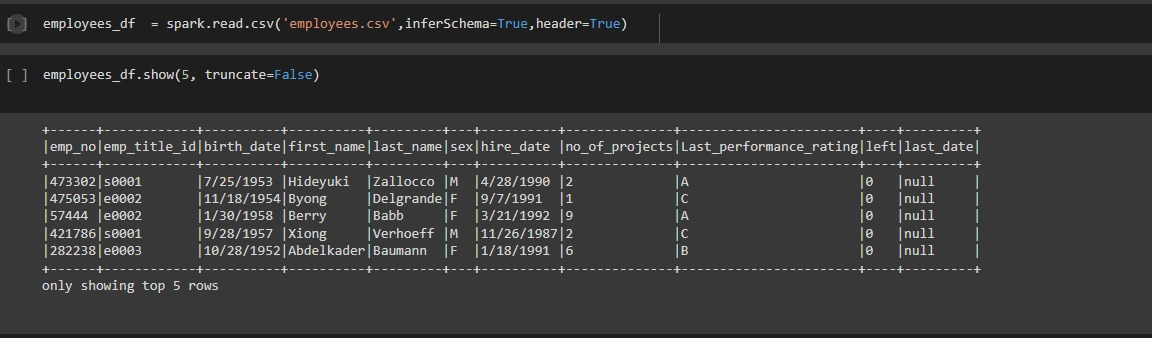 employees_df  = spark.read.csv('employees.csv',inferSchema=True,header=True)
[ ] employees_df.show(5, truncate=False)
+------+------------+----------+----------+---------+---+----------+--------------+-----------------------+----+---------+
|emp_no|emp_title_id|birth_date|first_name|last_name|sex|hire_date |no_of_projects|Last_performance_rating|left|last_date|
+------+------------+----------+----------+---------+---+----------+--------------+-----------------------+----+---------+
|473302|s0001       |7/25/1953 |Hideyuki  |Zallocco |M  |4/28/1990 |2             |A                      |0   |null     |
|475053|e0002       |11/18/1954|Byong     |Delgrande|F  |9/7/1991  |1             |C                      |0   |null     |
|57444 |e0002       |1/30/1958 |Berry     |Babb     |F  |3/21/1992 |9             |A                      |0   |null     |
|421786|s0001       |9/28/1957 |Xiong     |Verhoeff |M  |11/26/1987|2             |C                      |0   |null     |
|282238|e0003       |10/28/1952|Abdelkader|Baumann  |F  |1/18/1991 |6             |B                      |0   |null     |
+------+------------+----------+----------+---------+---+----------+--------------+-----------------------+----+---------+
only showing top 5 rows